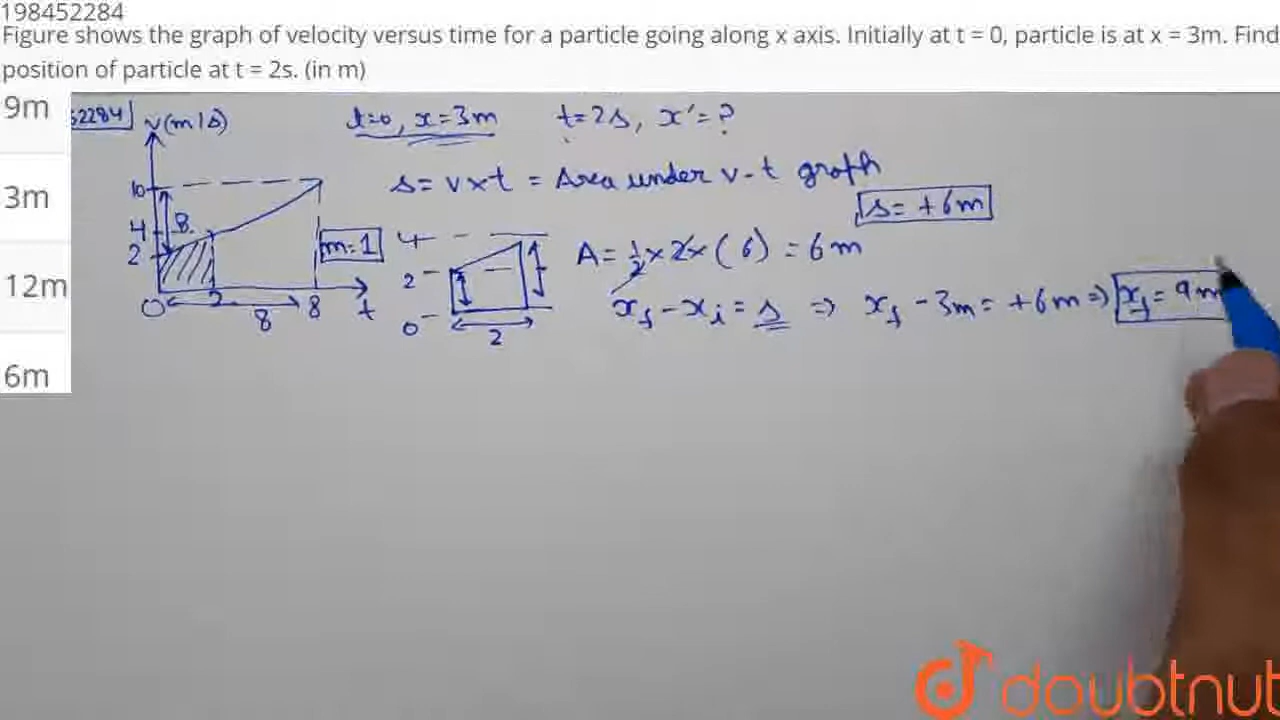 198452284
Figure shows the graph of velocity versus time for a particle going along x axis. Initially at t = 0, particle is at x = 3m. Find
position of particle at t = 2s. (in m)
9m
3m
12m
6m
52284
v(m/s)
t=0, x=3m
t=2s, x'=?
s= v×t = Area under v-t graph
s= +6m
10
8
4
2
m=1
O
2
8
8
t
4
2
0
2
A= 1/2 × 2 × (6) = 6m
x_f - x_i = s ⇒ x_f - 3m = +6m ⇒ x_f = 9m
doubtnut